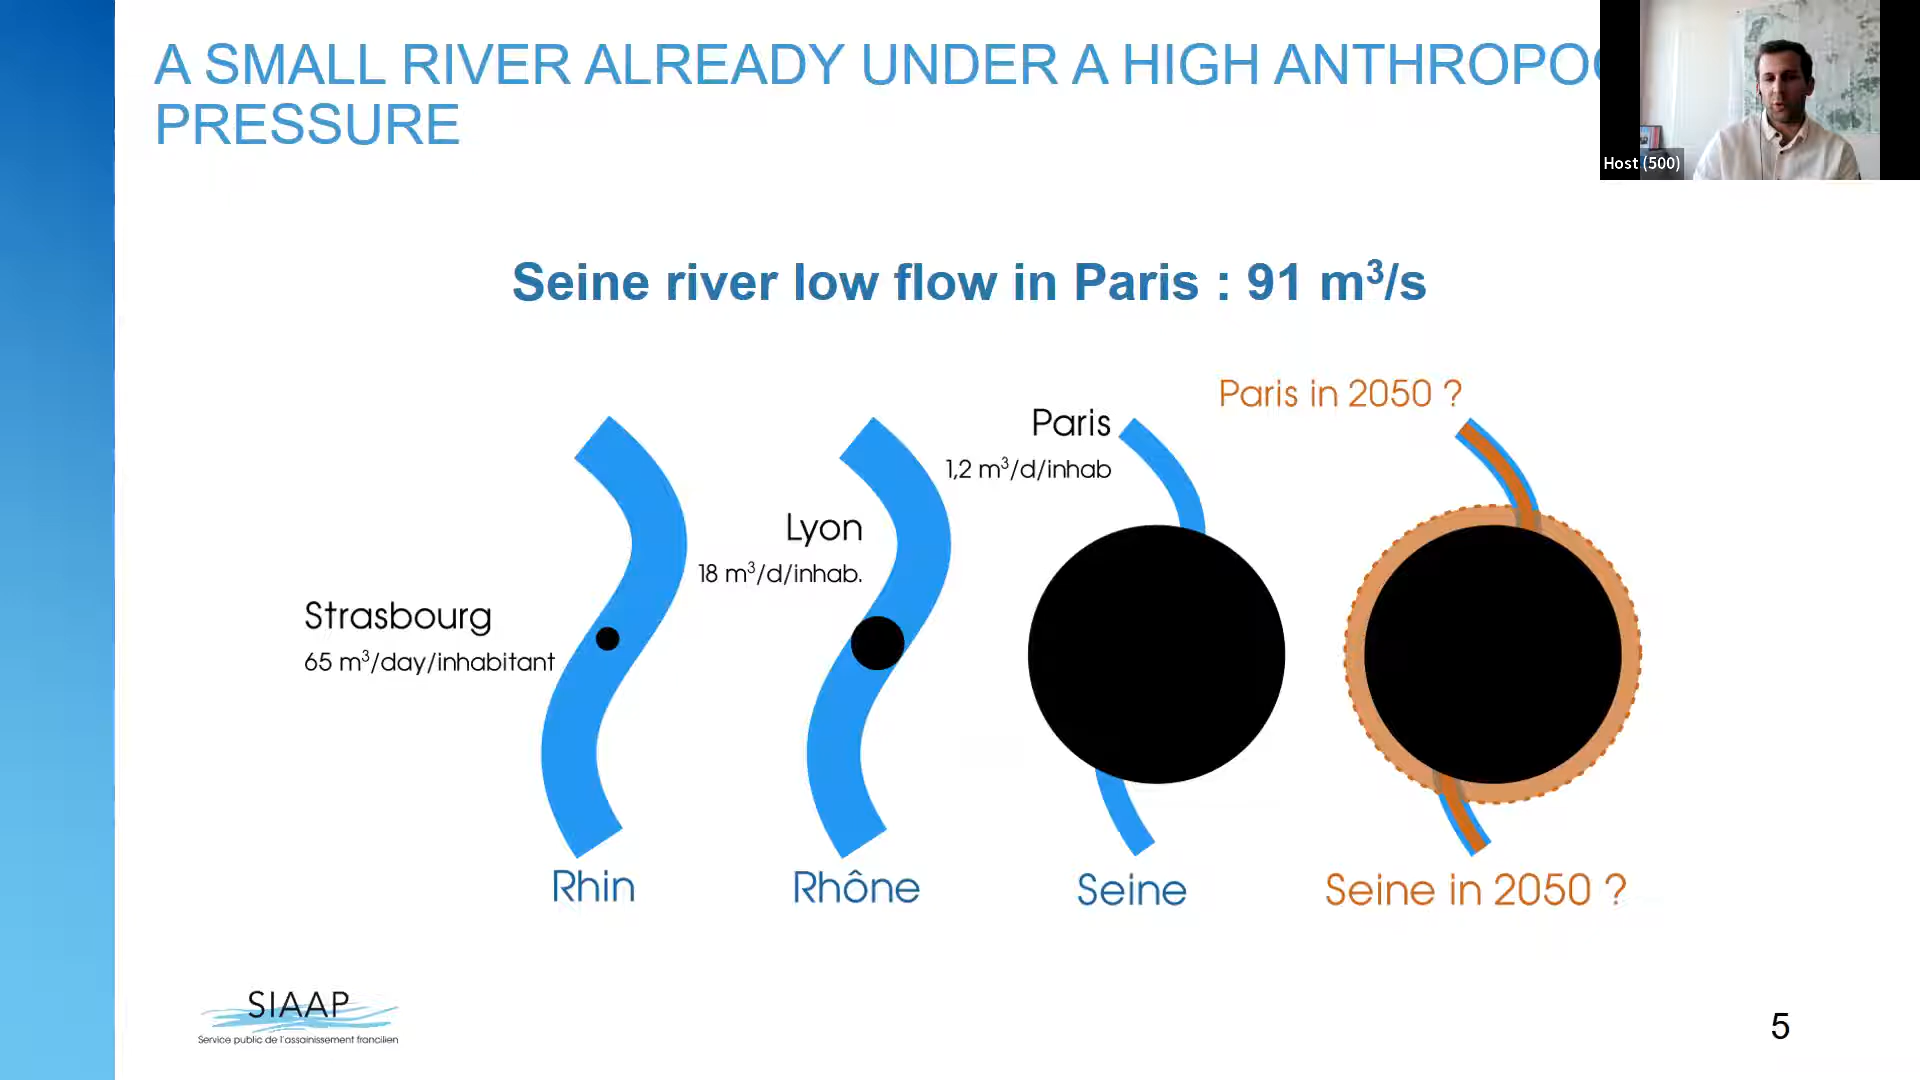 A SMALL RIVER ALREADY UNDER A HIGH
PRESSURE
Host (500)
Seine river low flow in Paris : 91 m³/s
Paris in 2050 ?
Paris
1,2 m³/d/inhab
Lyon
18 m³/d/inhab.
Strasbourg
65 m³/day/inhabitant
Rhin
Rhône
Seine
Seine in 2050 ?
SIAAP
Service public de l'assainissement francilien
5